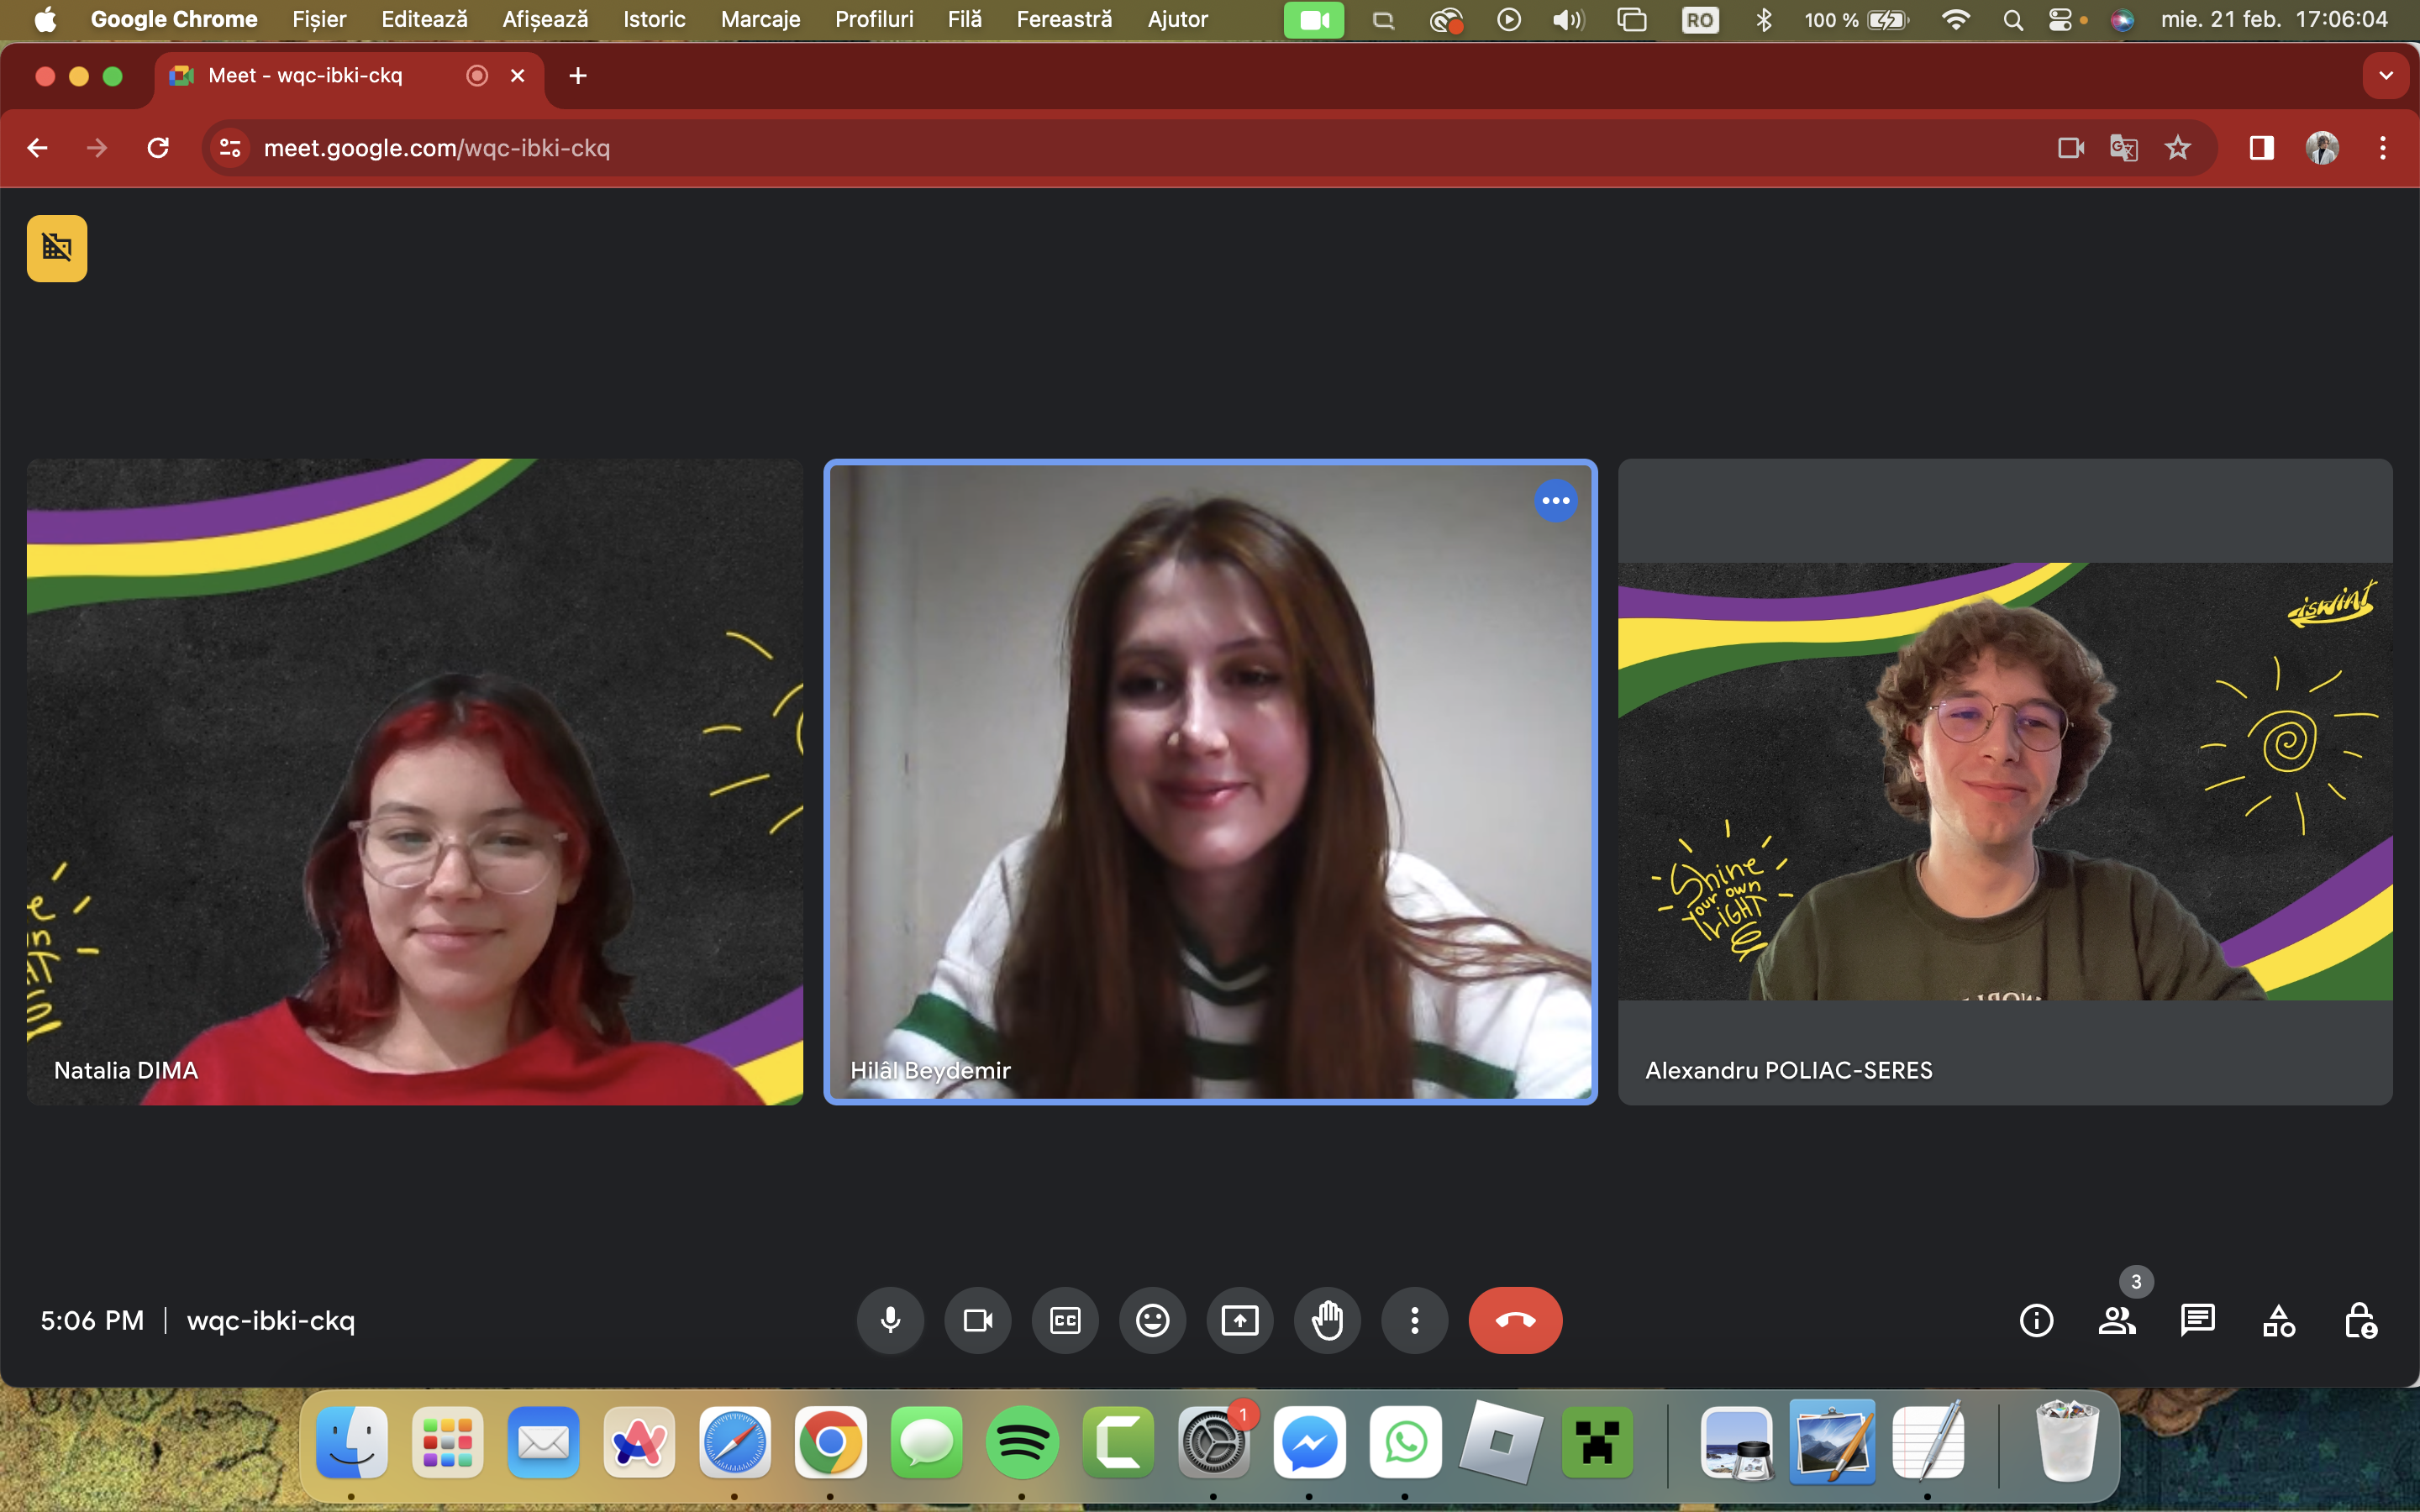 Google Chrome Fișier Editează Afișează Istoric Marcaje Profiluri Filă Fereastră Ajutor RO 100 % mie. 21 feb. 17:06:04
Meet - wqc-ibki-ckq
meet.google.com/wqc-ibki-ckq
iswint
Shine
your own
LIGHT
Natalia DIMA
Hilâl Beydemir
Alexandru POLIAC-SERES
5:06 PM | wqc-ibki-ckq
CC
3
1